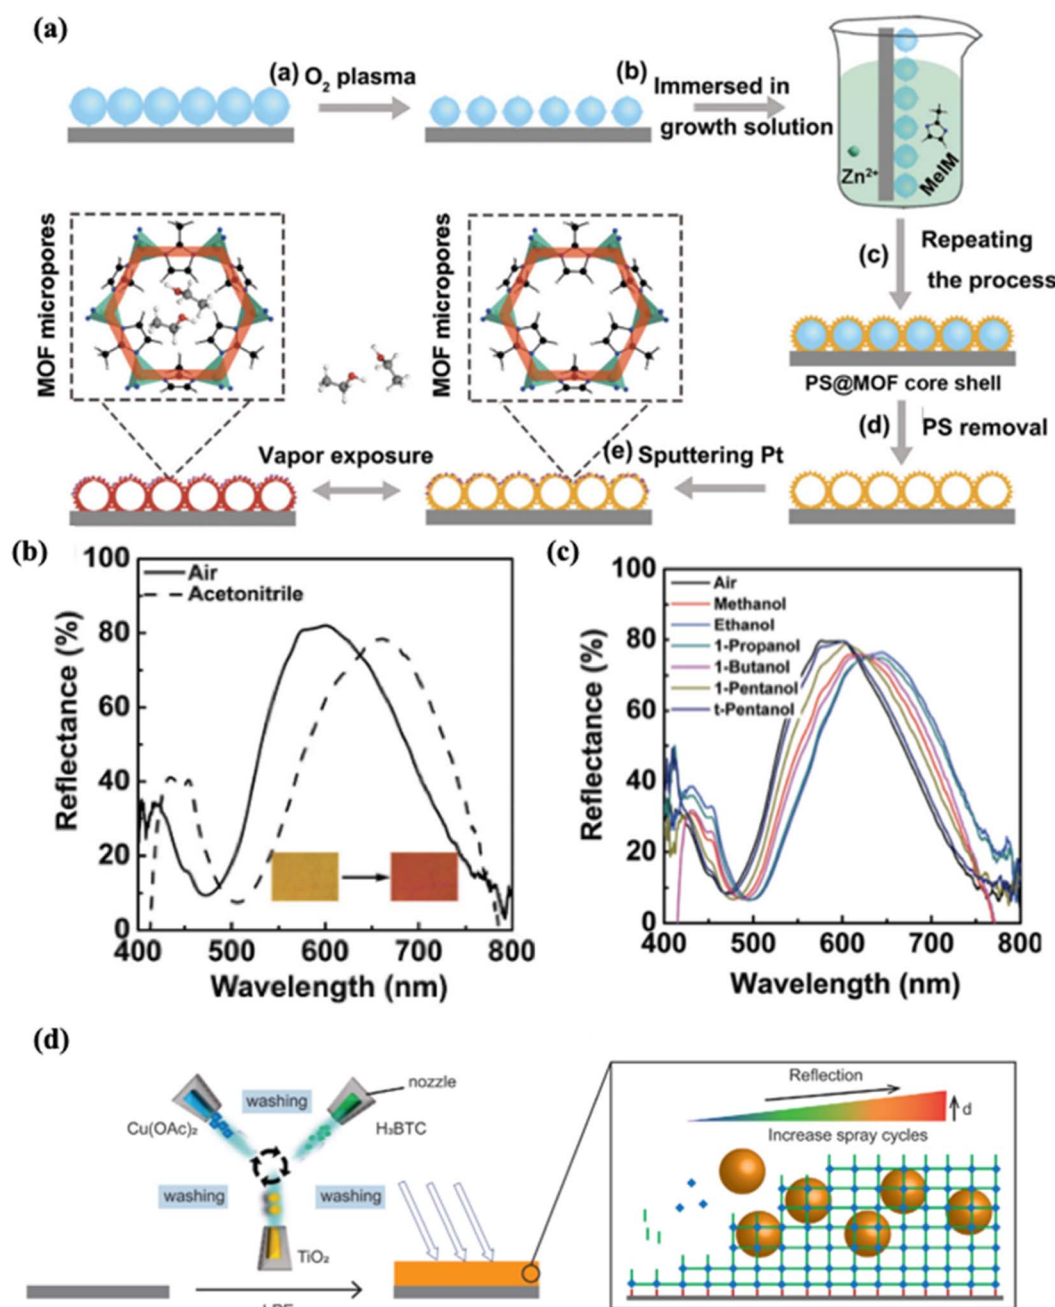 (a)
(a) O₂ plasma
(b)
Immersed in
growth solution
Zn²⁺
MeIM
(c)
Repeating
the process
PS@MOF core shell
(d)
PS removal
(e) Sputtering Pt
Vapor exposure
MOF micropores
MOF micropores
(b)
100
80
60
40
20
0
Reflectance (%)
Air
Acetonitrile
400
500
600
700
800
Wavelength (nm)
(c)
100
80
60
40
20
0
Reflectance (%)
Air
Methanol
Ethanol
1-Propanol
1-Butanol
1-Pentanol
t-Pentanol
400
500
600
700
800
Wavelength (nm)
(d)
washing
nozzle
Cu(OAc)₂
H₃BTC
washing
washing
TiO₂
Reflection
d
Increase spray cycles